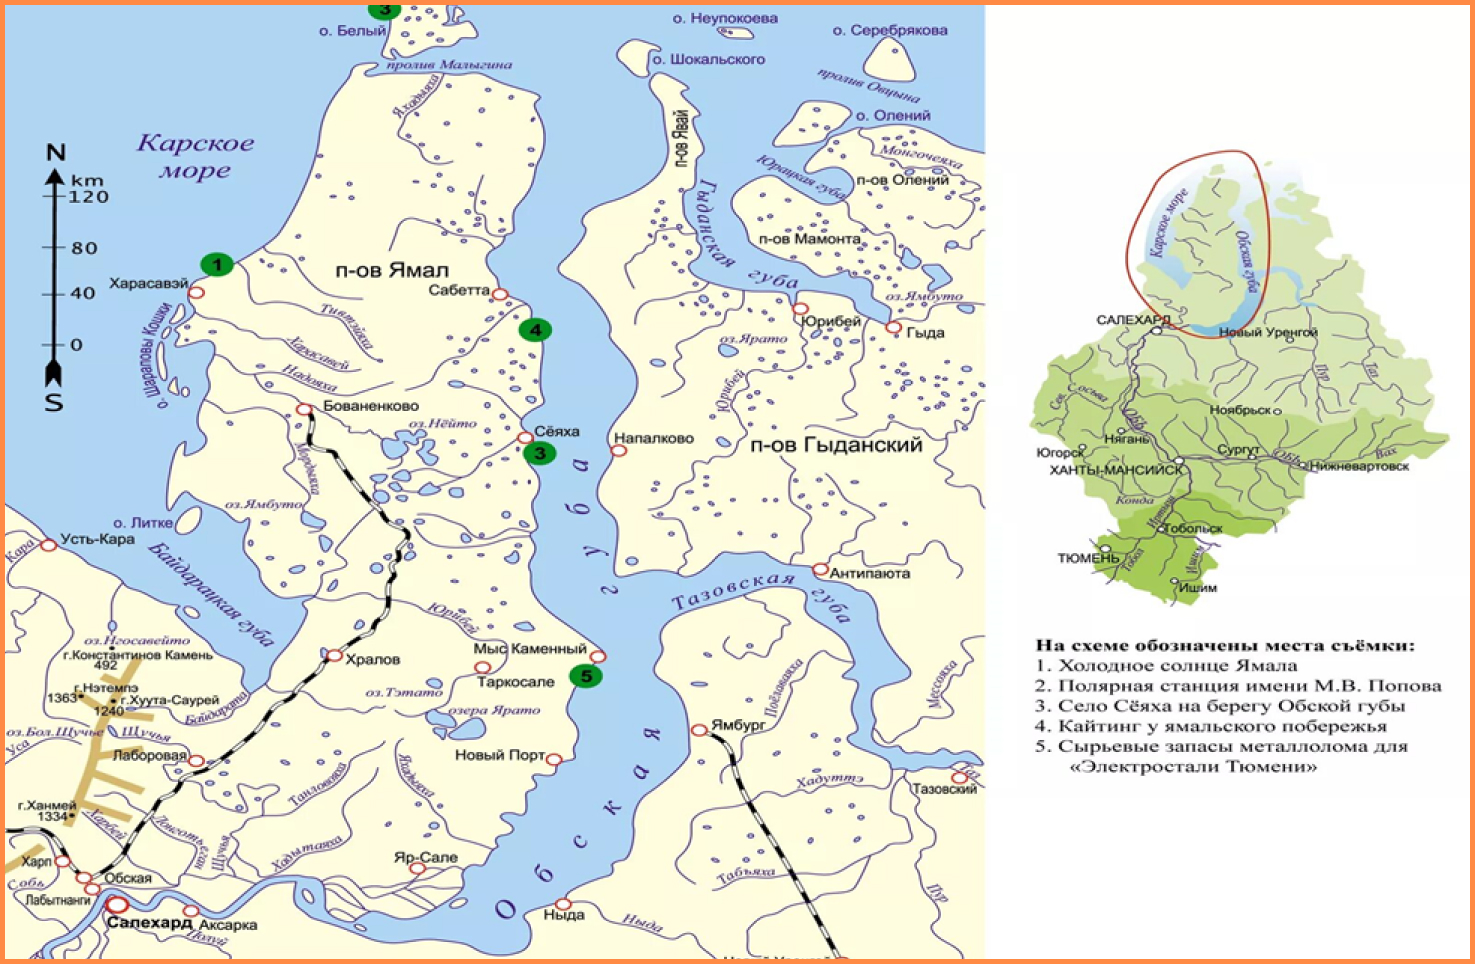 3
о. Белый
о. Неупокоева
о. Серебрякова
пролив Малыгина
о. Шокальского
пролив Овцына
Яхадыяха
о. Олений
Карское
море
п-ов Явай
Монгочеяха
Юрацкая губа
п-ов Олений
N
km
120
80
40
0
S
Гыданская губа
п-ов Мамонта
1
п-ов Ямал
Харасавэй
Сабетта
оз.Ямбуто
Юрибей
Гыда
4
Тивтэйяха
о. Шараповы Кошки
Харасавей
оз.Ярато
Надояха
Юрибей
Бованенково
оз.Нёйто
Сёяха
3
Напалково
п-ов Гыданский
Мордыяха
оз.Ямбуто
о. Литке
Усть-Кара
Кара
Байдарацкая губа
Антипаюта
Тазовская губа
Обская губа
Юрибей
оз.Нгосавейто
г.Константинов Камень
492
Мыс Каменный
Хралов
Таркосале
5
г.Нэтемпэ
1363
г.Хуута-Саурей
1240
Байдарата
оз.Тэтато
озера Ярато
Мессояха
Поёловаяха
Ямбург
оз.Бол.Щучье
Щучья
Уса
Лаборовая
Новый Порт
Танловояха
Яхадыяха
Хадуттэ
Таз
Тазовский
г.Ханмей
1334
Харбей
Лонготъеган
Щучья
Хадытаяха
Яр-Сале
Табъяха
Пур
Харп
Собь
Обская
Лабытнанги
Салехард
Аксарка
Полуй
Ныда
Ныда
Карское море
Обская губа
САЛЕХАРД
Новый Уренгой
Пур
Таз
Сев. Сосьва
ОБЬ
Ноябрьск
Нягань
Югорск
Сургут
ОБЬ
Вах
ХАНТЫ-МАНСИЙСК
Нижневартовск
Конда
Иртыш
Тобольск
ТЮМЕНЬ
Тобол
Ишим
Ишим
На схеме обозначены места съёмки:
1. Холодное солнце Ямала
2. Полярная станция имени М.В. Попова
3. Село Сёяха на берегу Обской губы
4. Кайтинг у ямальского побережья
5. Сырьевые запасы металлолома для
«Электростали Тюмени»